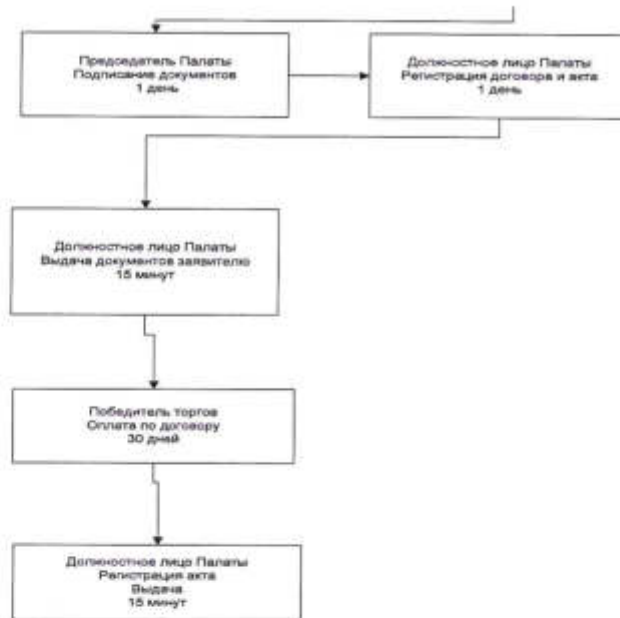 Председатель Палаты
Подписание документов
1 день
Должностное лицо Палаты
Регистрация договора и акта
1 день
Должностное лицо Палаты
Выдача документов заявителю
15 минут
Победитель торгов
Оплата по договору
30 дней
Должностное лицо Палаты
Регистрация акта
Выдача
15 минут